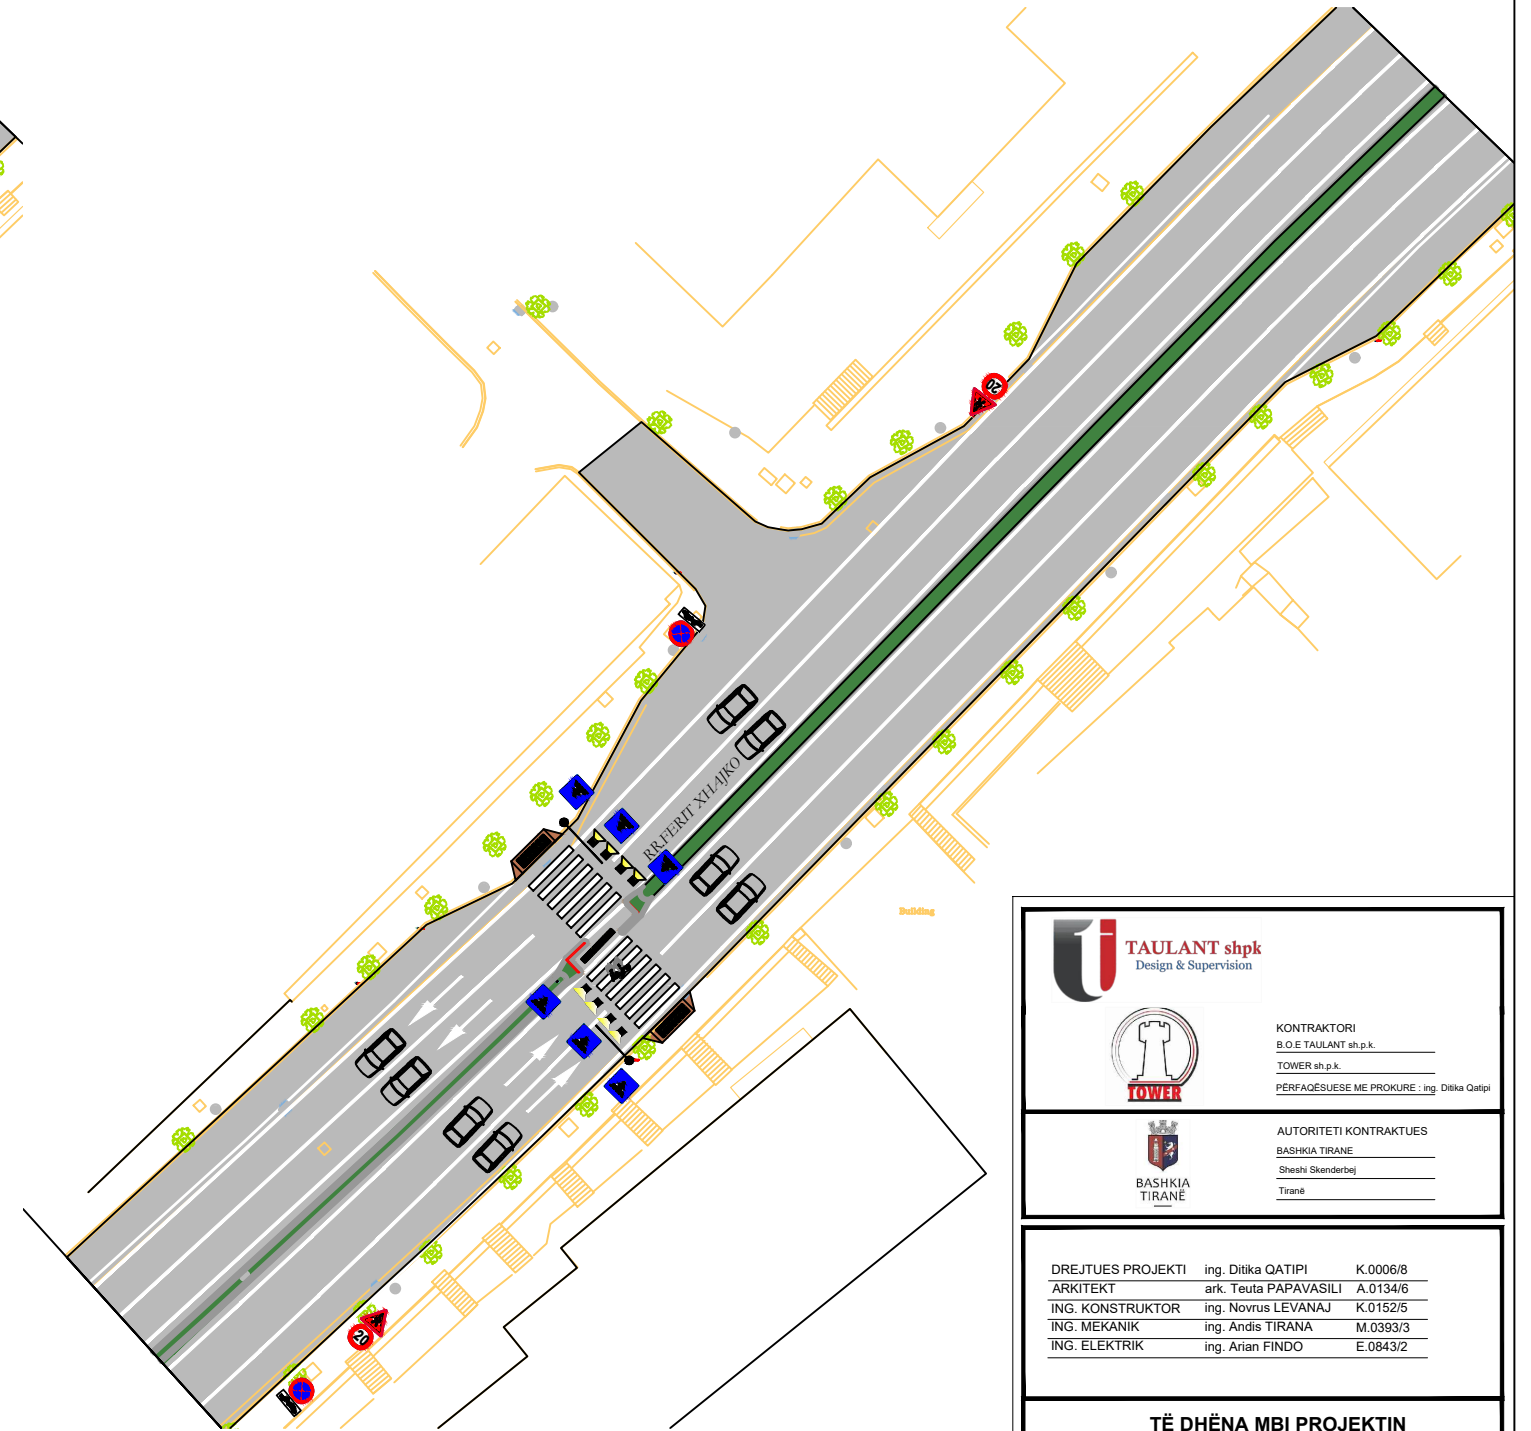 20
RR.FERIT XHAJKO
Building
20
TAULANT shpk
Design & Supervision
TOWER
KONTRAKTORI
B.O.E TAULANT sh.p.k.
TOWER sh.p.k.
PËRFAQËSUESE ME PROKURE : ing. Ditika Qatipi
BASHKIA
TIRANË
AUTORITETI KONTRAKTUES
BASHKIA TIRANE
Sheshi Skenderbej
Tiranë
DREJTUES PROJEKTI ing. Ditika QATIPI K.0006/8
ARKITEKT ark. Teuta PAPAVASILI A.0134/6
ING. KONSTRUKTOR ing. Novrus LEVANAJ K.0152/5
ING. MEKANIK ing. Andis TIRANA M.0393/3
ING. ELEKTRIK ing. Arian FINDO E.0843/2
TË DHËNA MBI PROJEKTIN